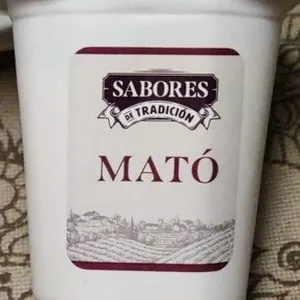 SABORES
DE TRADICIÓN
MATÓ